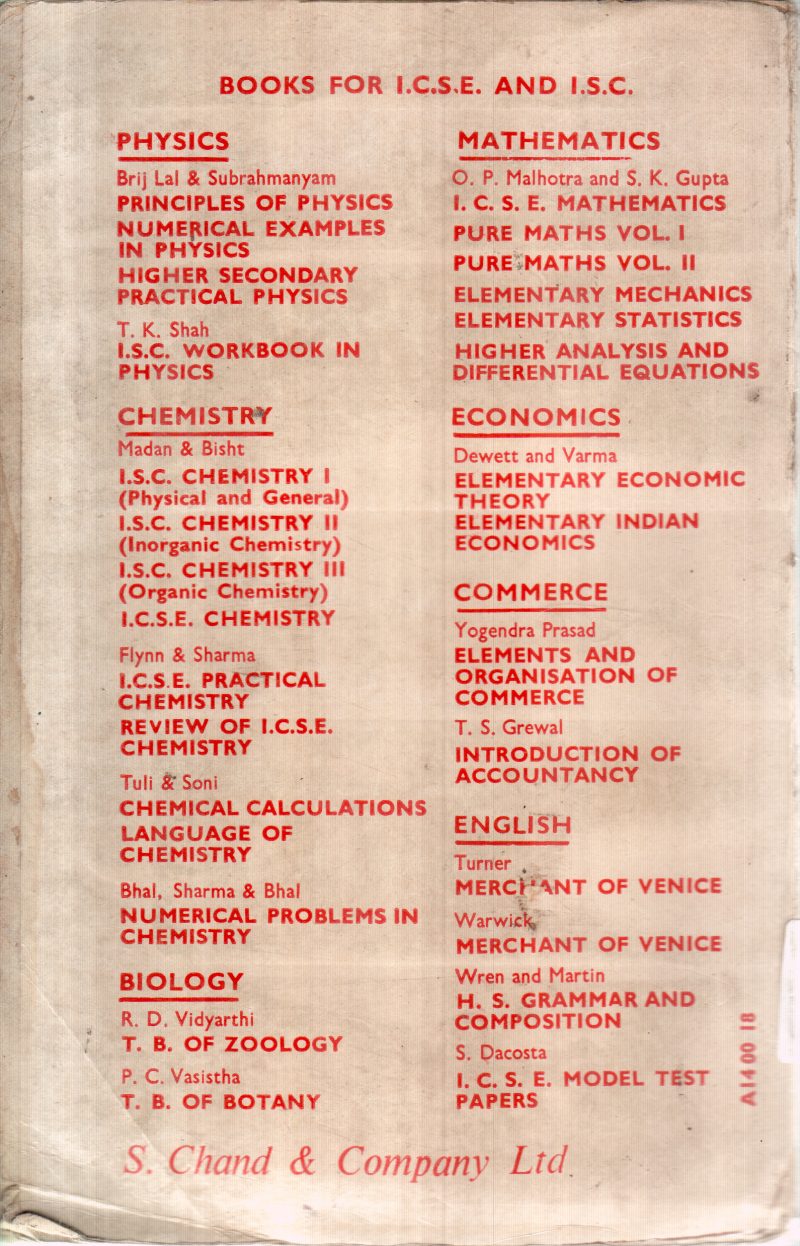 BOOKS FOR I.C.S.E. AND I.S.C.
PHYSICS
Brij Lal & Subrahmanyam
PRINCIPLES OF PHYSICS
NUMERICAL EXAMPLES
IN PHYSICS
HIGHER SECONDARY
PRACTICAL PHYSICS
T. K. Shah
I.S.C. WORKBOOK IN
PHYSICS
CHEMISTRY
Madan & Bisht
I.S.C. CHEMISTRY I
(Physical and General)
I.S.C. CHEMISTRY II
(Inorganic Chemistry)
I.S.C. CHEMISTRY III
(Organic Chemistry)
I.C.S.E. CHEMISTRY
Flynn & Sharma
I.C.S.E. PRACTICAL
CHEMISTRY
REVIEW OF I.C.S.E.
CHEMISTRY
Tuli & Soni
CHEMICAL CALCULATIONS
LANGUAGE OF
CHEMISTRY
Bhal, Sharma & Bhal
NUMERICAL PROBLEMS IN
CHEMISTRY
BIOLOGY
R. D. Vidyarthi
T. B. OF ZOOLOGY
P. C. Vasistha
T. B. OF BOTANY
MATHEMATICS
O. P. Malhotra and S. K. Gupta
I. C. S. E. MATHEMATICS
PURE MATHS VOL. I
PURE MATHS VOL. II
ELEMENTARY MECHANICS
ELEMENTARY STATISTICS
HIGHER ANALYSIS AND
DIFFERENTIAL EQUATIONS
ECONOMICS
Dewett and Varma
ELEMENTARY ECONOMIC
THEORY
ELEMENTARY INDIAN
ECONOMICS
COMMERCE
Yogendra Prasad
ELEMENTS AND
ORGANISATION OF
COMMERCE
T. S. Grewal
INTRODUCTION OF
ACCOUNTANCY
ENGLISH
Turner
MERCHANT OF VENICE
Warwick
MERCHANT OF VENICE
Wren and Martin
H. S. GRAMMAR AND
COMPOSITION
S. Dacosta
I. C. S. E. MODEL TEST
PAPERS
A14 00 18
S. Chand & Company Ltd.